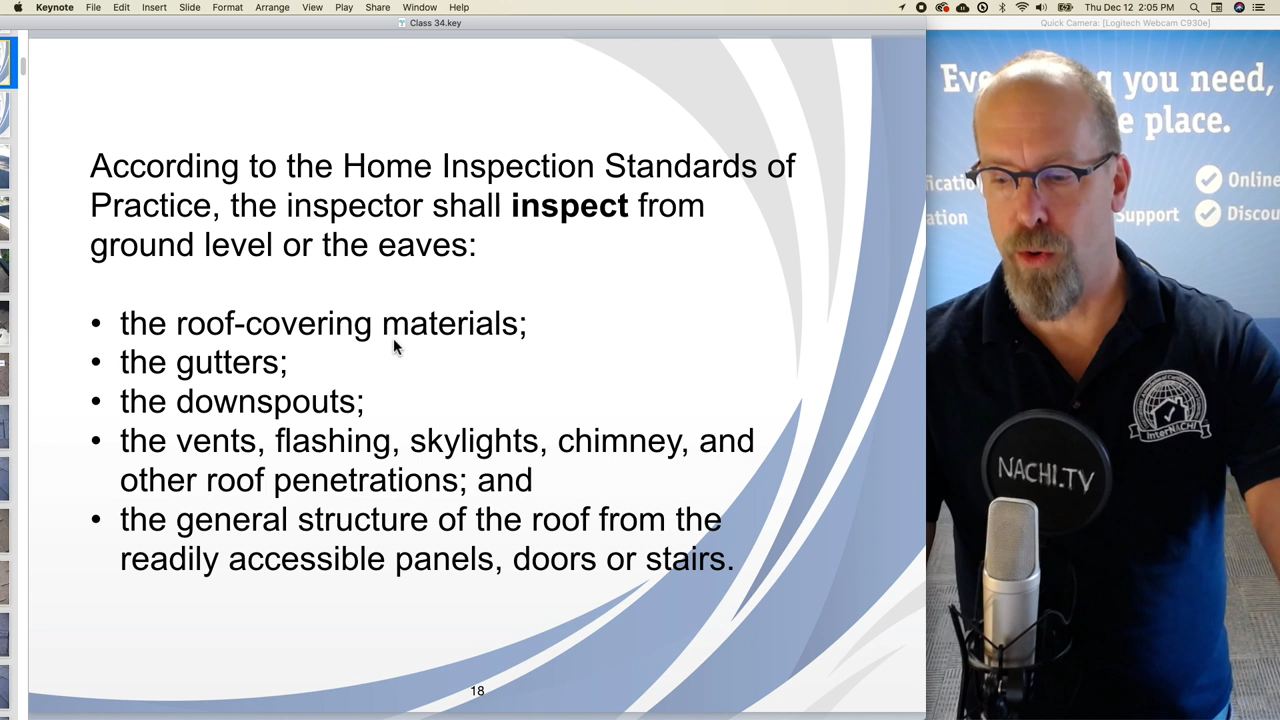 Keynote File Edit Insert Slide Format Arrange View Play Share Window Help
Thu Dec 12 2:05 PM
Class 34.key
Quick Camera: [Logitech Webcam C930e]
According to the Home Inspection Standards of
Practice, the inspector shall inspect from
ground level or the eaves:
• the roof-covering materials;
• the gutters;
• the downspouts;
• the vents, flashing, skylights, chimney, and
other roof penetrations; and
• the general structure of the roof from the
readily accessible panels, doors or stairs.
18
you need,
e place.
Online
Support
Discou
InterNACHI
NACHI.TV